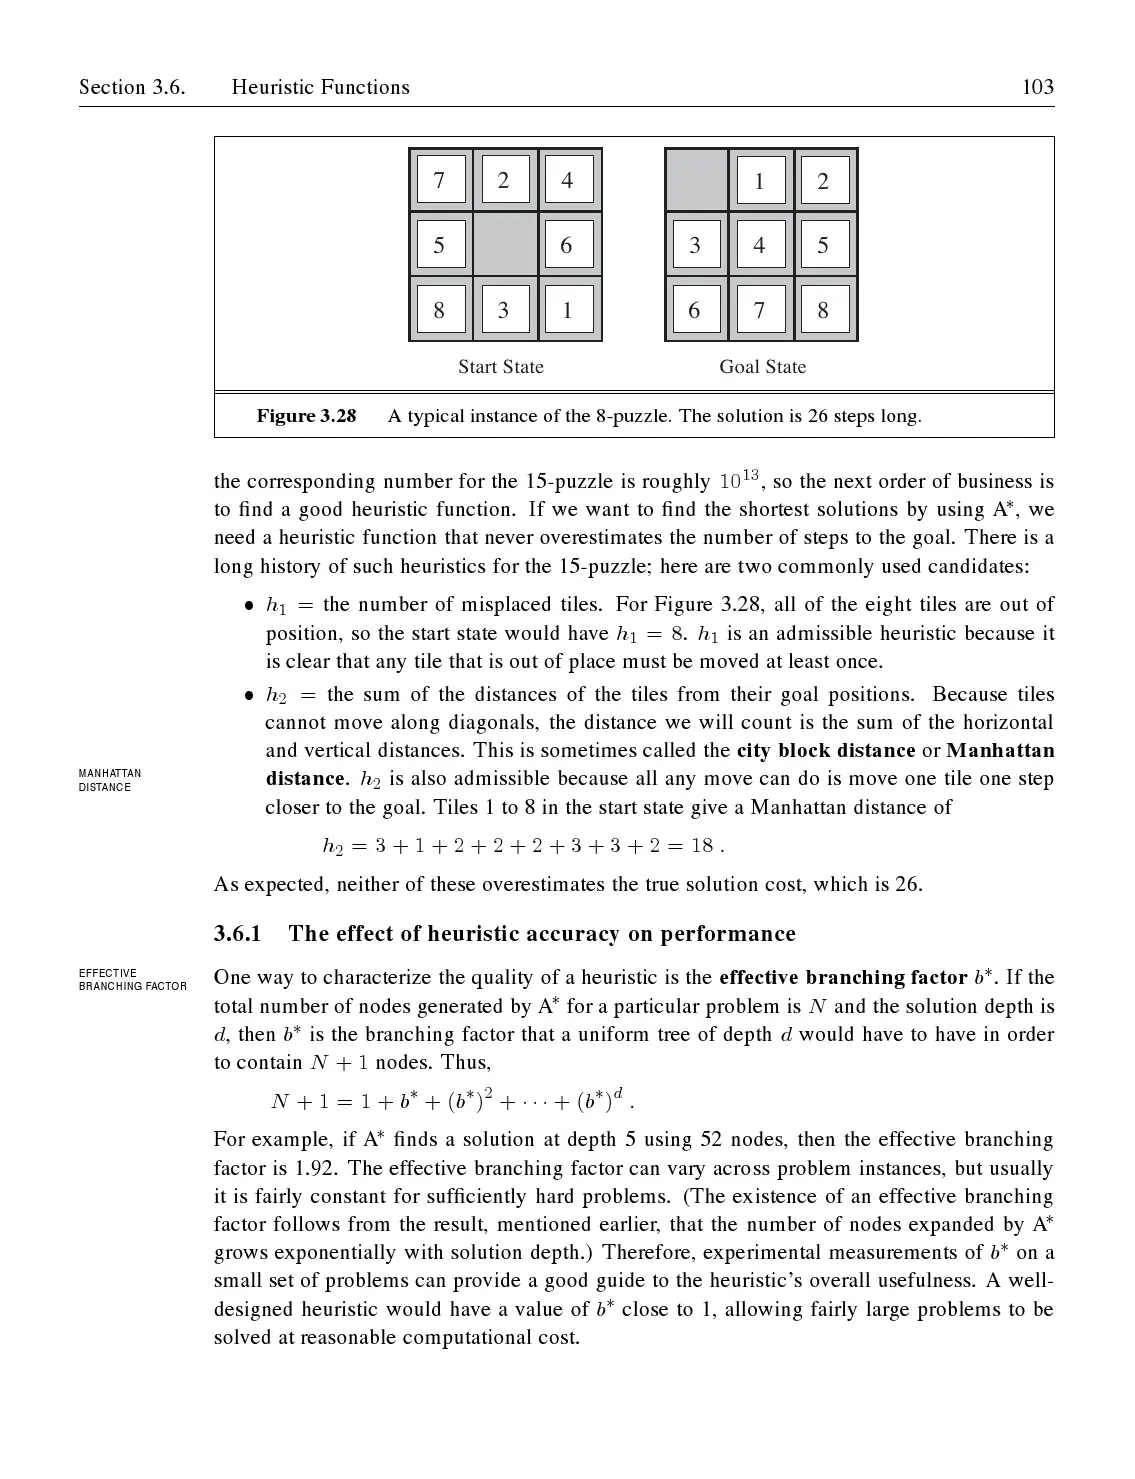 Section 3.6. Heuristic Functions 103
7 2 4
5 6
8 3 1
Start State
1 2
3 4 5
6 7 8
Goal State
Figure 3.28 A typical instance of the 8-puzzle. The solution is 26 steps long.
the corresponding number for the 15-puzzle is roughly 10¹³, so the next order of business is
to find a good heuristic function. If we want to find the shortest solutions by using A*, we
need a heuristic function that never overestimates the number of steps to the goal. There is a
long history of such heuristics for the 15-puzzle; here are two commonly used candidates:
• h₁ = the number of misplaced tiles. For Figure 3.28, all of the eight tiles are out of
position, so the start state would have h₁ = 8. h₁ is an admissible heuristic because it
is clear that any tile that is out of place must be moved at least once.
• h₂ = the sum of the distances of the tiles from their goal positions. Because tiles
cannot move along diagonals, the distance we will count is the sum of the horizontal
and vertical distances. This is sometimes called the city block distance or Manhattan
MANHATTAN
DISTANCE
distance. h₂ is also admissible because all any move can do is move one tile one step
closer to the goal. Tiles 1 to 8 in the start state give a Manhattan distance of
h₂ = 3 + 1 + 2 + 2 + 2 + 3 + 3 + 2 = 18 .
As expected, neither of these overestimates the true solution cost, which is 26.
3.6.1 The effect of heuristic accuracy on performance
EFFECTIVE
BRANCHING FACTOR
One way to characterize the quality of a heuristic is the effective branching factor b*. If the
total number of nodes generated by A* for a particular problem is N and the solution depth is
d, then b* is the branching factor that a uniform tree of depth d would have to have in order
to contain N + 1 nodes. Thus,
N + 1 = 1 + b* + (b*)² + · · · + (b*)ᵈ .
For example, if A* finds a solution at depth 5 using 52 nodes, then the effective branching
factor is 1.92. The effective branching factor can vary across problem instances, but usually
it is fairly constant for sufficiently hard problems. (The existence of an effective branching
factor follows from the result, mentioned earlier, that the number of nodes expanded by A*
grows exponentially with solution depth.) Therefore, experimental measurements of b* on a
small set of problems can provide a good guide to the heuristic's overall usefulness. A well-
designed heuristic would have a value of b* close to 1, allowing fairly large problems to be
solved at reasonable computational cost.